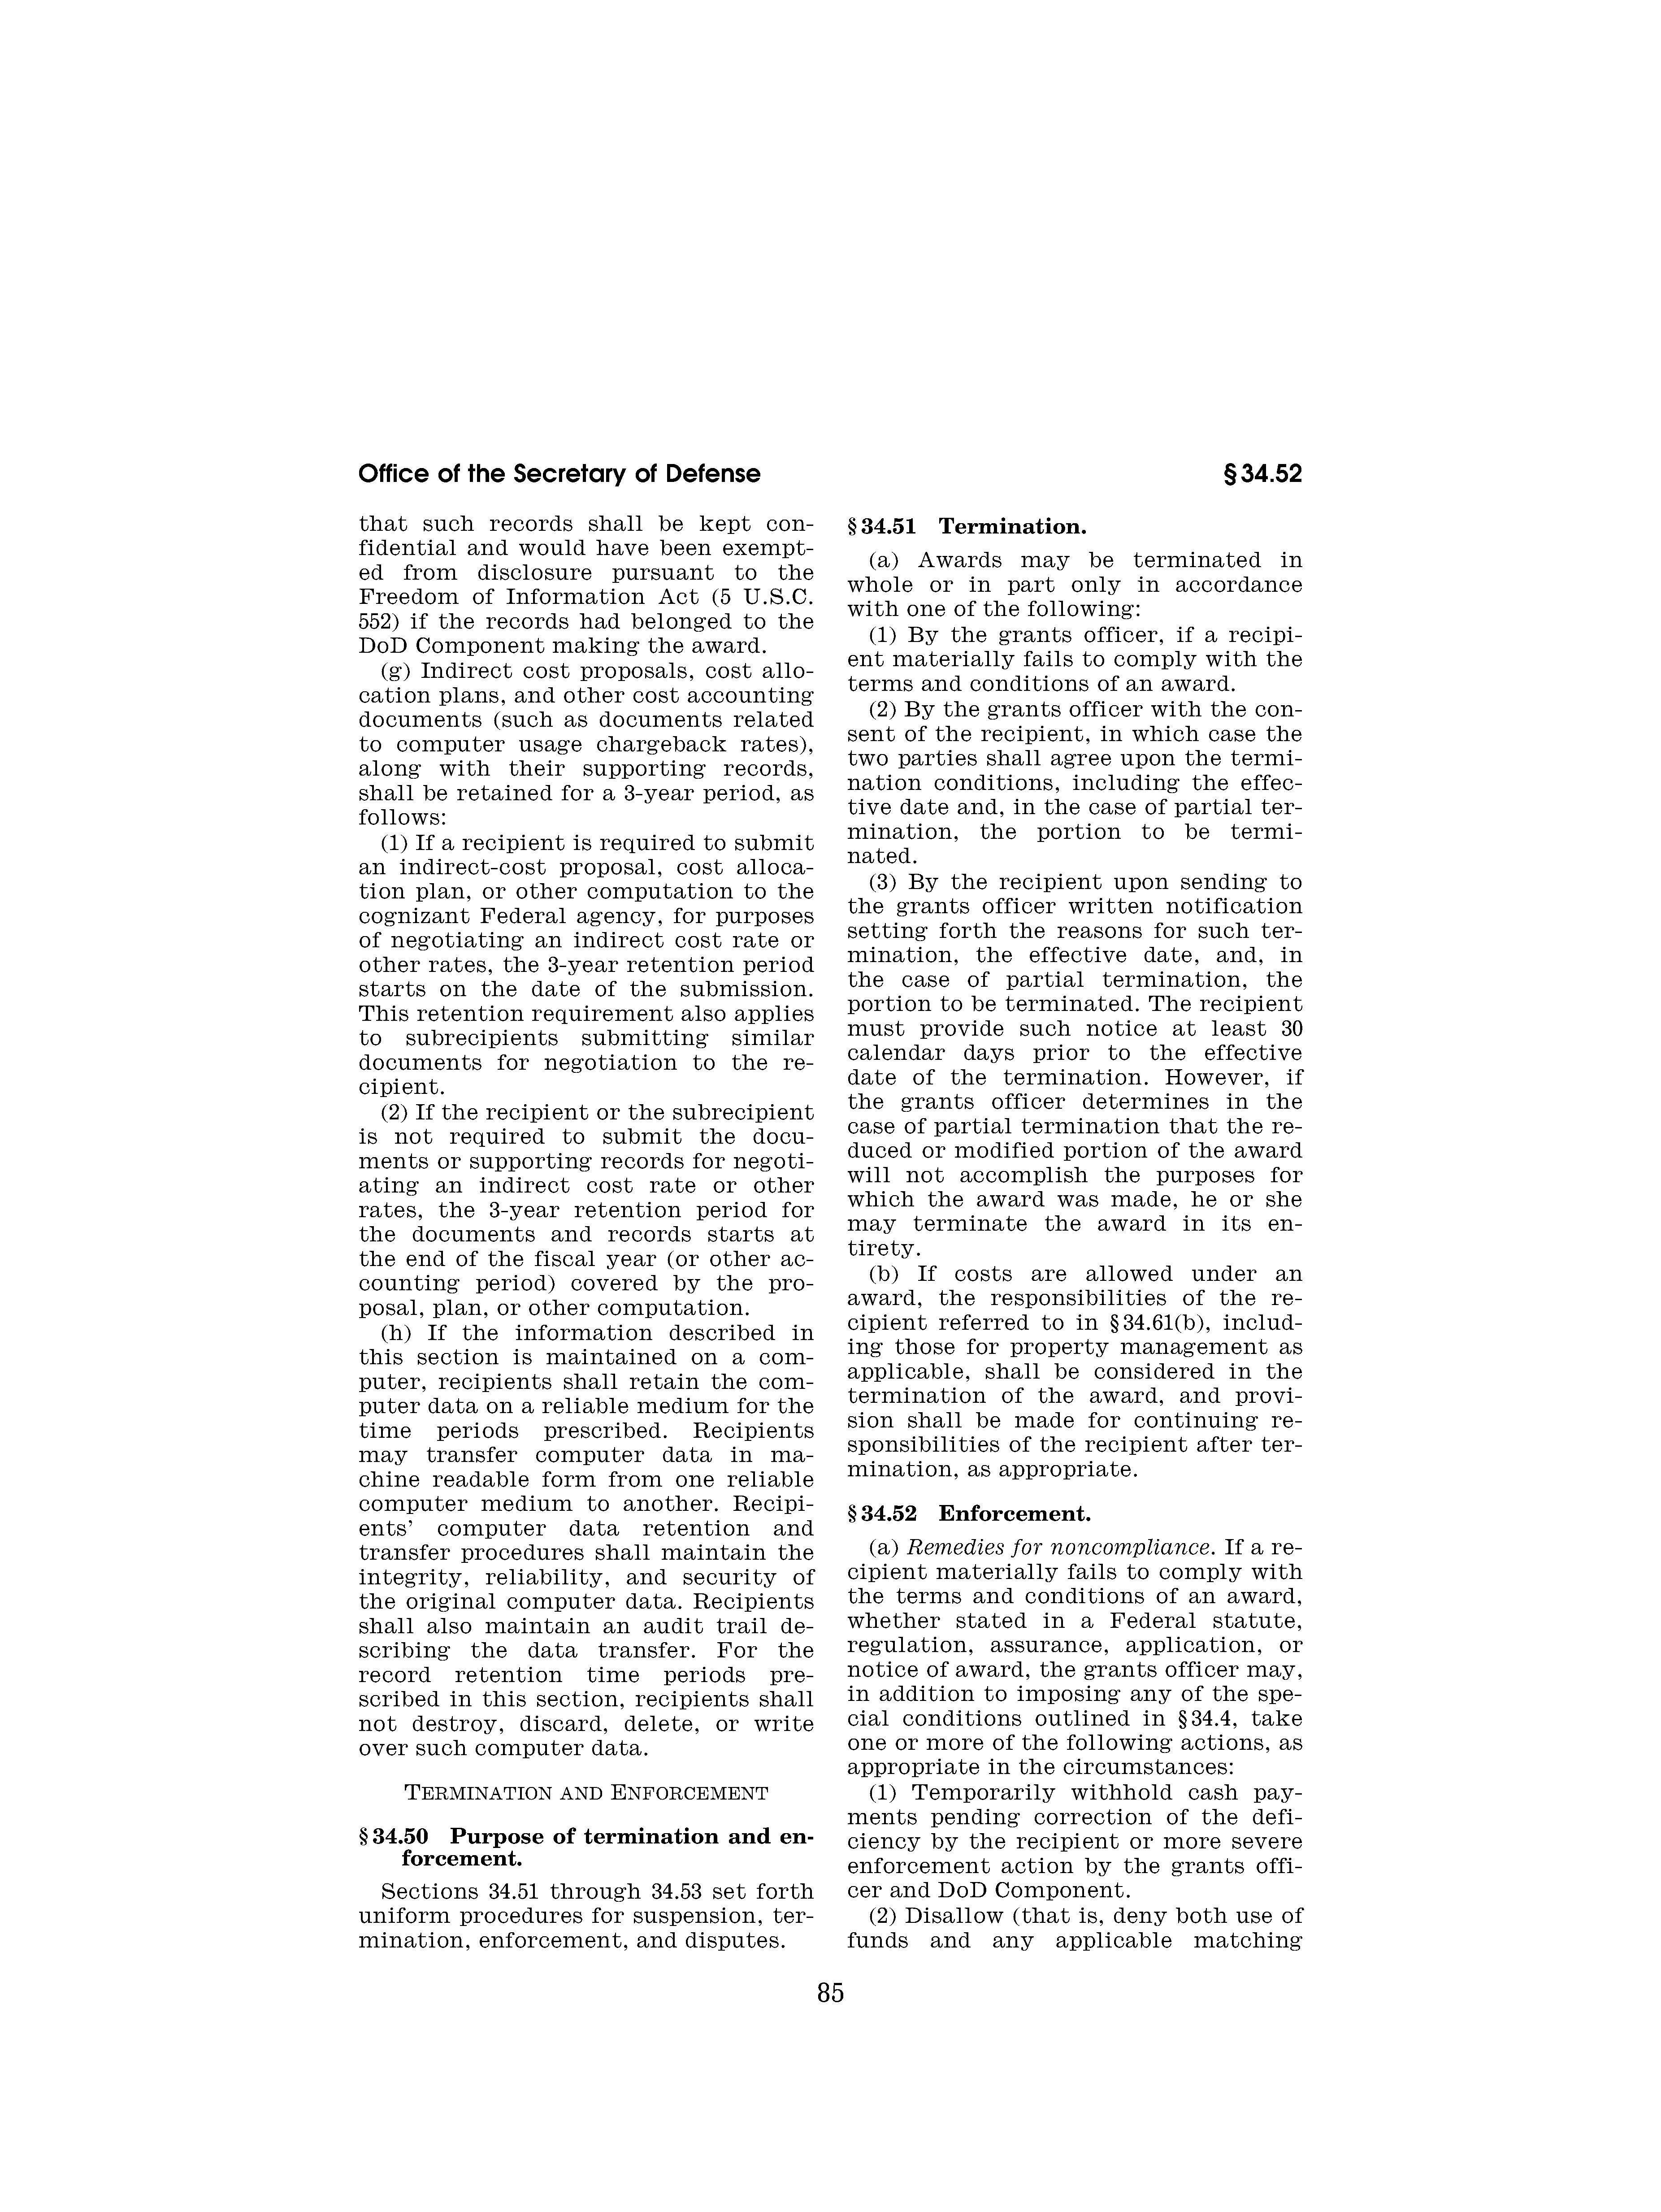 Office of the Secretary of Defense
§ 34.52
that such records shall be kept con-
fidential and would have been exempt-
ed from disclosure pursuant to the
Freedom of Information Act (5 U.S.C.
552) if the records had belonged to the
DoD Component making the award.
(g) Indirect cost proposals, cost allo-
cation plans, and other cost accounting
documents (such as documents related
to computer usage chargeback rates),
along with their supporting records,
shall be retained for a 3-year period, as
follows:
(1) If a recipient is required to submit
an indirect-cost proposal, cost alloca-
tion plan, or other computation to the
cognizant Federal agency, for purposes
of negotiating an indirect cost rate or
other rates, the 3-year retention period
starts on the date of the submission.
This retention requirement also applies
to subrecipients submitting similar
documents for negotiation to the re-
cipient.
(2) If the recipient or the subrecipient
is not required to submit the docu-
ments or supporting records for negoti-
ating an indirect cost rate or other
rates, the 3-year retention period for
the documents and records starts at
the end of the fiscal year (or other ac-
counting period) covered by the pro-
posal, plan, or other computation.
(h) If the information described in
this section is maintained on a com-
puter, recipients shall retain the com-
puter data on a reliable medium for the
time periods prescribed. Recipients
may transfer computer data in ma-
chine readable form from one reliable
computer medium to another. Recipi-
ents’ computer data retention and
transfer procedures shall maintain the
integrity, reliability, and security of
the original computer data. Recipients
shall also maintain an audit trail de-
scribing the data transfer. For the
record retention time periods pre-
scribed in this section, recipients shall
not destroy, discard, delete, or write
over such computer data.
TERMINATION AND ENFORCEMENT
§ 34.50 Purpose of termination and en-
forcement.
Sections 34.51 through 34.53 set forth
uniform procedures for suspension, ter-
mination, enforcement, and disputes.
§ 34.51 Termination.
(a) Awards may be terminated in
whole or in part only in accordance
with one of the following:
(1) By the grants officer, if a recipi-
ent materially fails to comply with the
terms and conditions of an award.
(2) By the grants officer with the con-
sent of the recipient, in which case the
two parties shall agree upon the termi-
nation conditions, including the effec-
tive date and, in the case of partial ter-
mination, the portion to be termi-
nated.
(3) By the recipient upon sending to
the grants officer written notification
setting forth the reasons for such ter-
mination, the effective date, and, in
the case of partial termination, the
portion to be terminated. The recipient
must provide such notice at least 30
calendar days prior to the effective
date of the termination. However, if
the grants officer determines in the
case of partial termination that the re-
duced or modified portion of the award
will not accomplish the purposes for
which the award was made, he or she
may terminate the award in its en-
tirety.
(b) If costs are allowed under an
award, the responsibilities of the re-
cipient referred to in § 34.61(b), includ-
ing those for property management as
applicable, shall be considered in the
termination of the award, and provi-
sion shall be made for continuing re-
sponsibilities of the recipient after ter-
mination, as appropriate.
§ 34.52 Enforcement.
(a) Remedies for noncompliance. If a re-
cipient materially fails to comply with
the terms and conditions of an award,
whether stated in a Federal statute,
regulation, assurance, application, or
notice of award, the grants officer may,
in addition to imposing any of the spe-
cial conditions outlined in § 34.4, take
one or more of the following actions, as
appropriate in the circumstances:
(1) Temporarily withhold cash pay-
ments pending correction of the defi-
ciency by the recipient or more severe
enforcement action by the grants offi-
cer and DoD Component.
(2) Disallow (that is, deny both use of
funds and any applicable matching
85